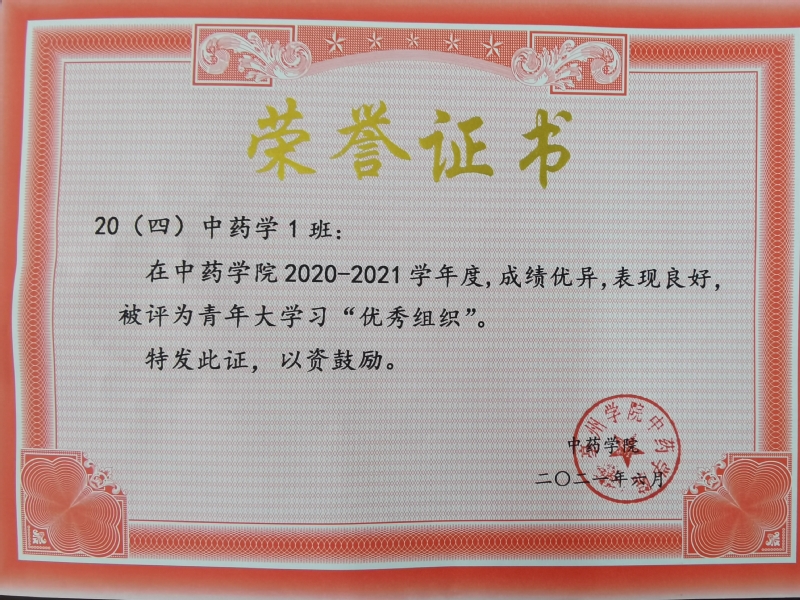 荣誉证书
20（四）中药学1班：
在中药学院2020-2021学年度,成绩优异,表现良好,
被评为青年大学习“优秀组织”。
特发此证，以资鼓励。
中药学院
二〇二一年六月